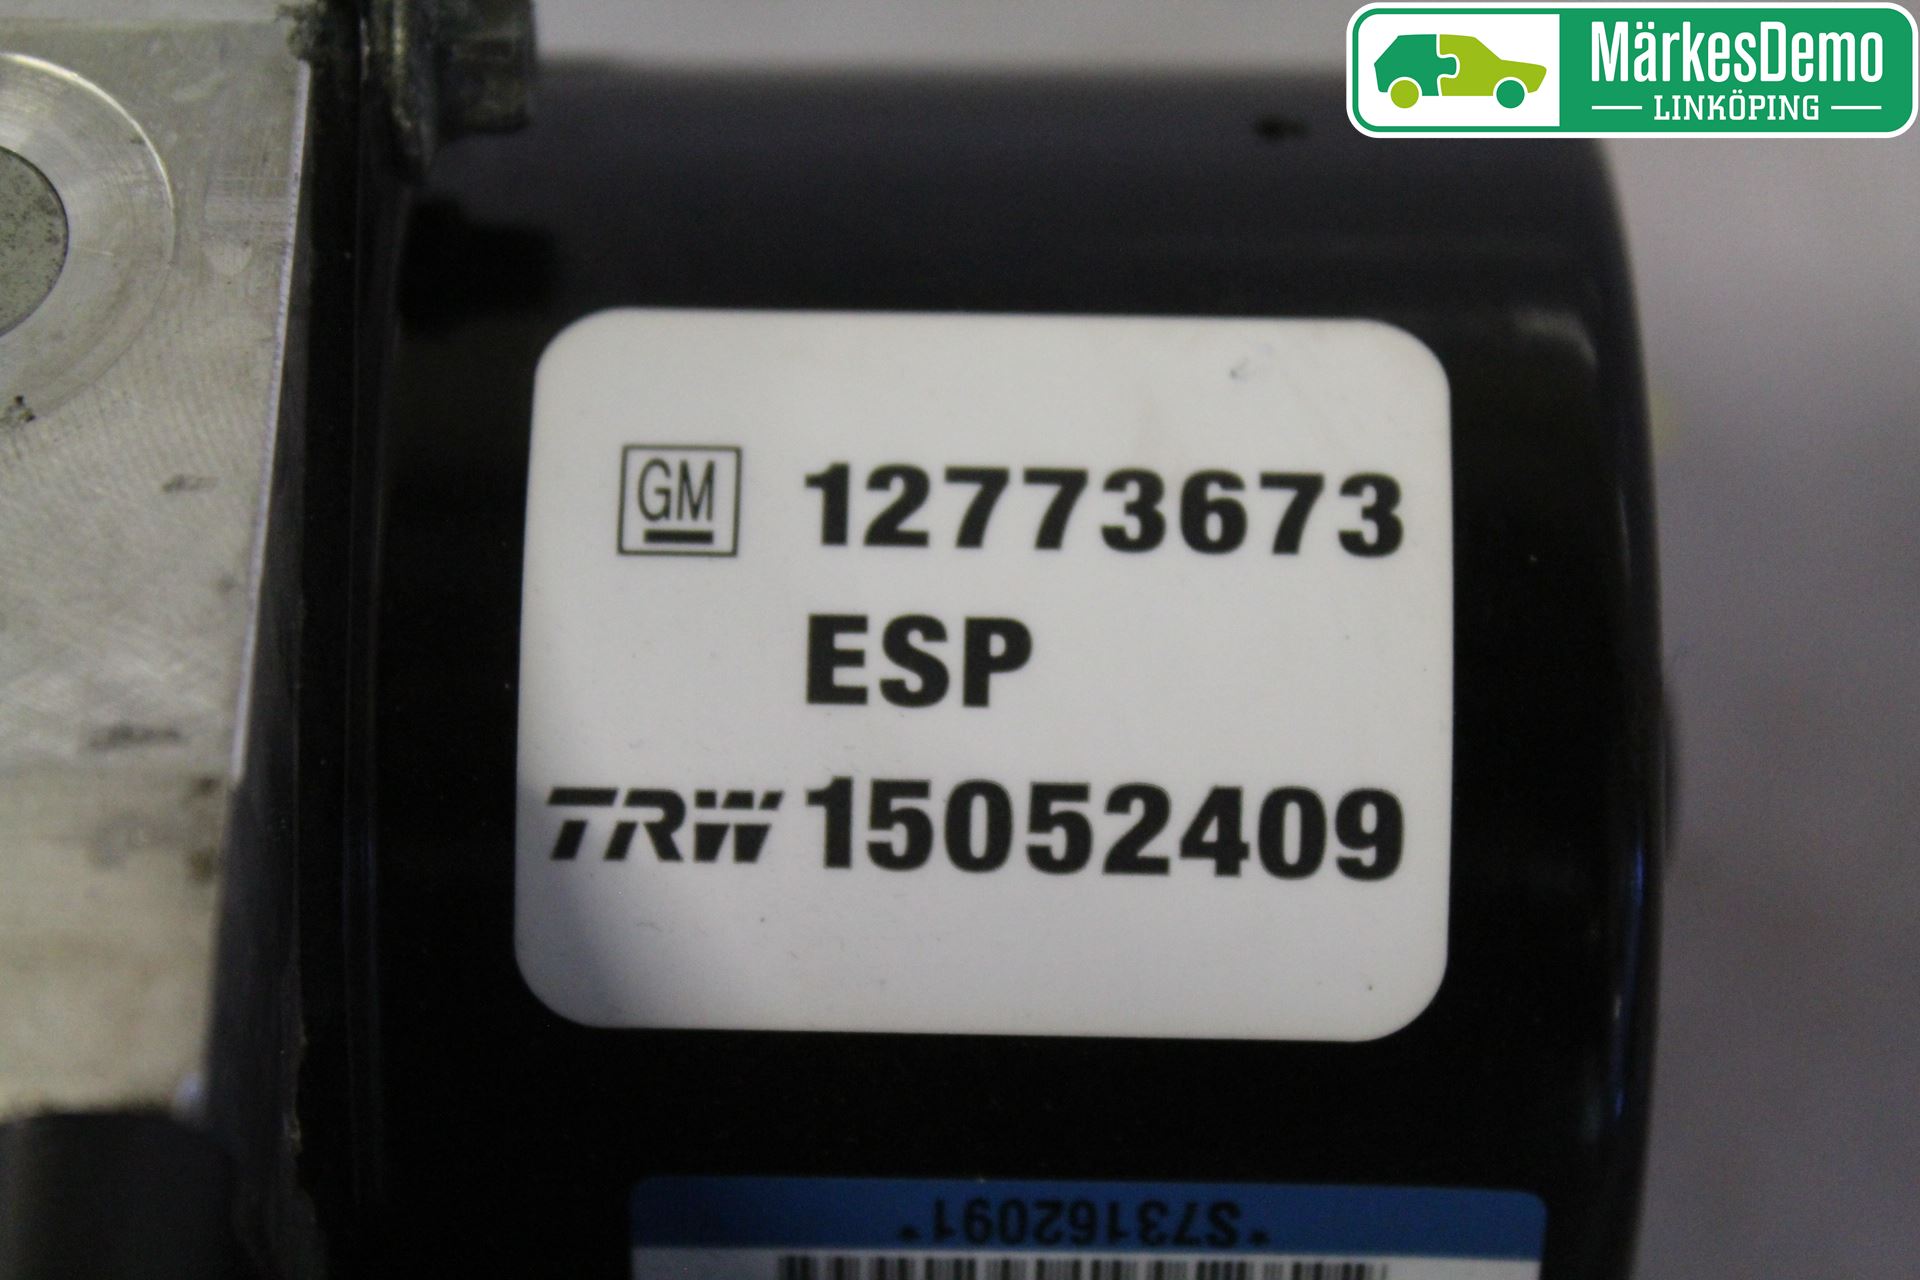 MärkesDemo
LINKÖPING
GM 12773673
ESP
TRW 15052409
*S73162091*